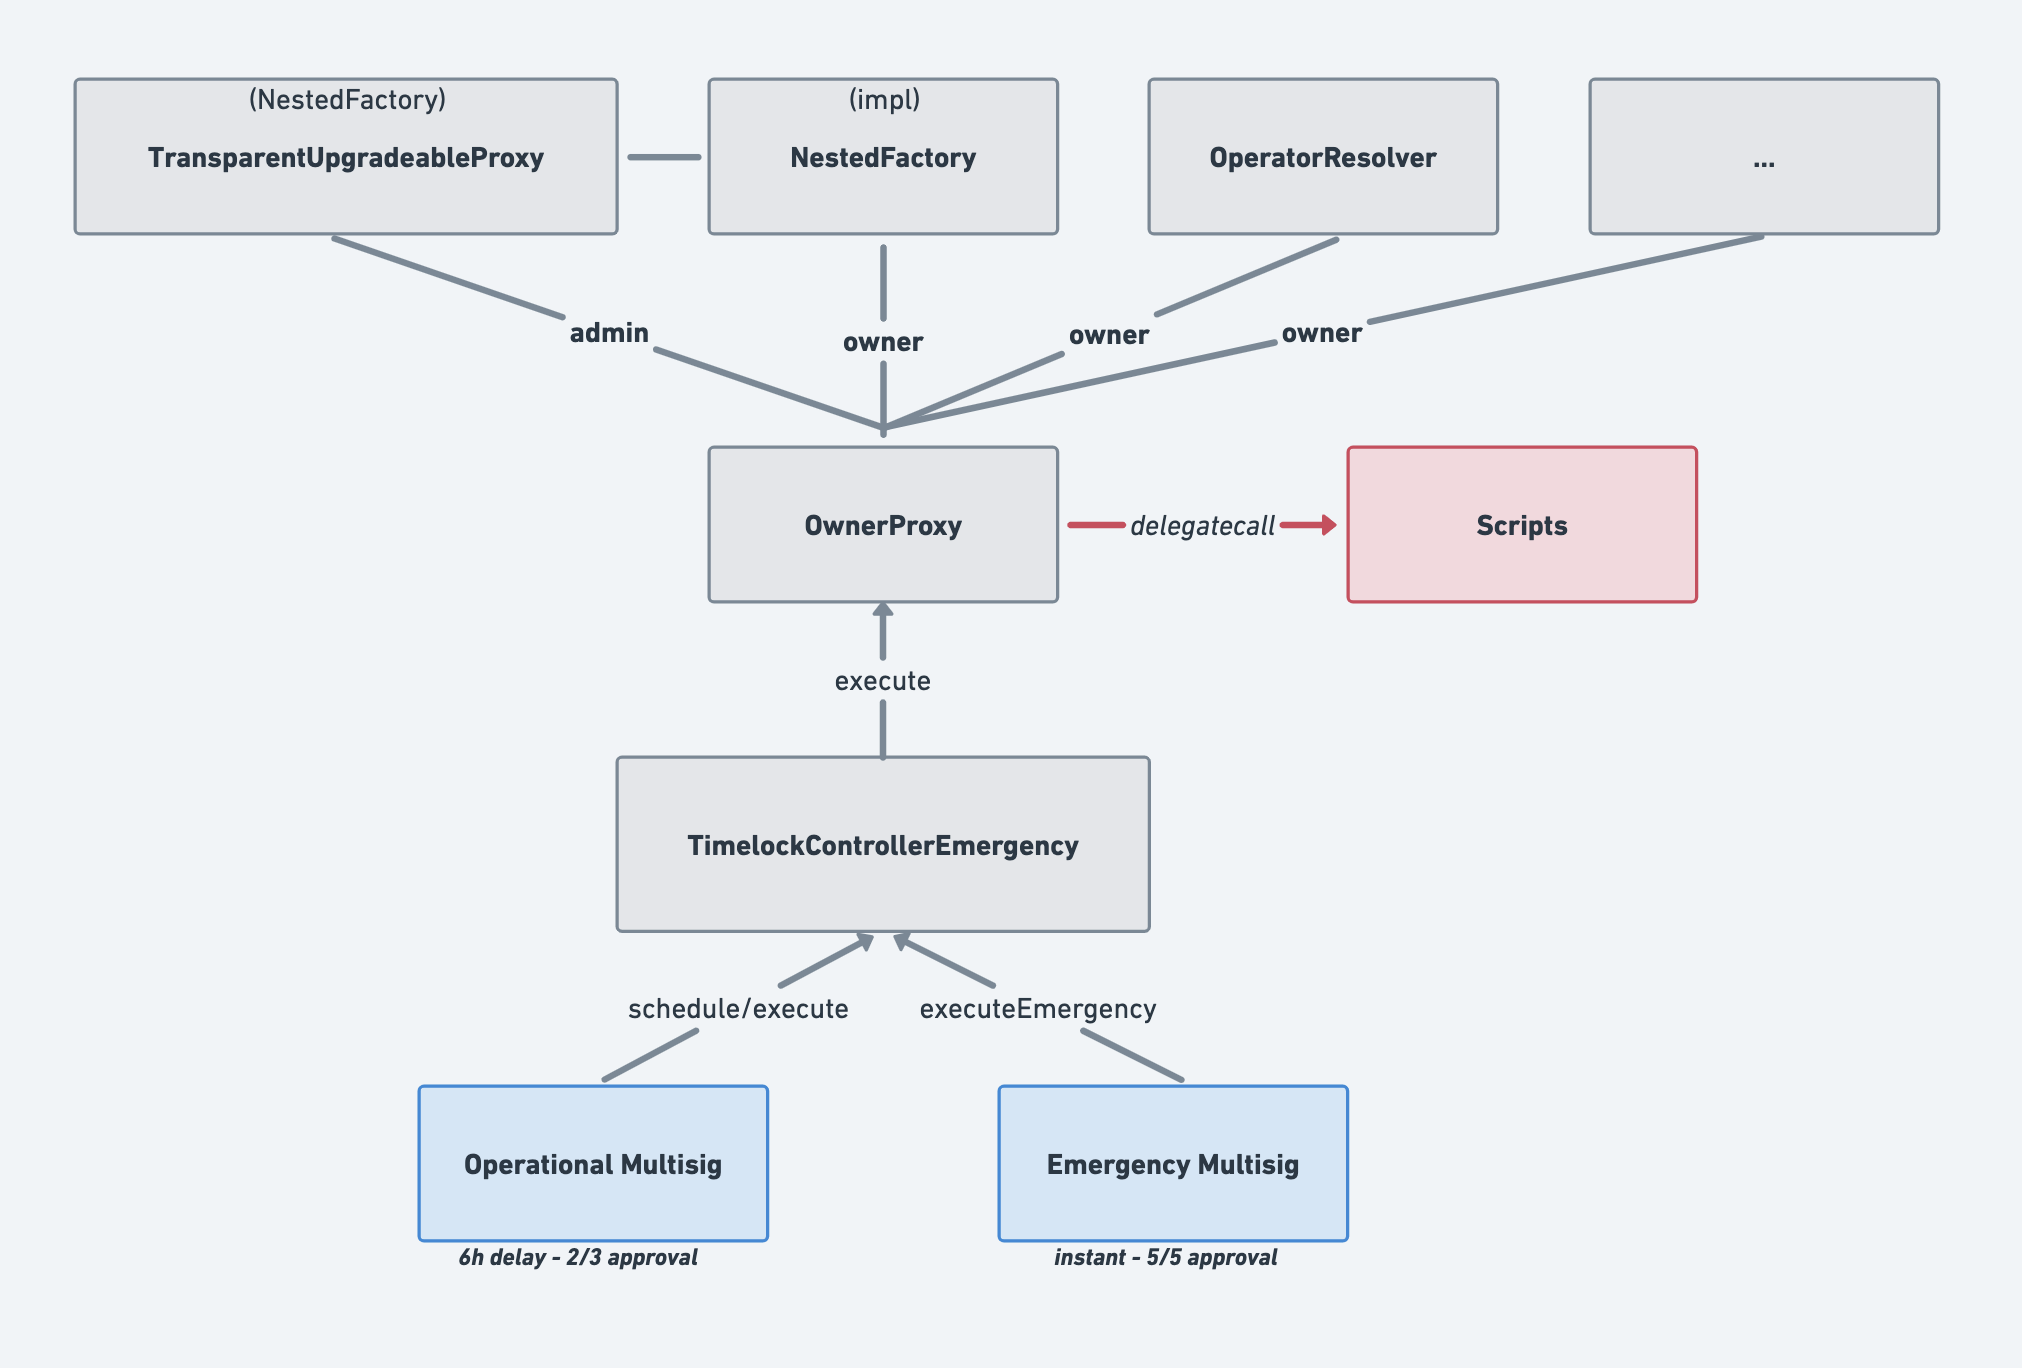 (NestedFactory)
TransparentUpgradeableProxy
(impl)
NestedFactory
OperatorResolver
...
admin
owner
owner
owner
OwnerProxy
delegatecall
Scripts
execute
TimelockControllerEmergency
schedule/execute
executeEmergency
Operational Multisig
6h delay - 2/3 approval
Emergency Multisig
instant - 5/5 approval